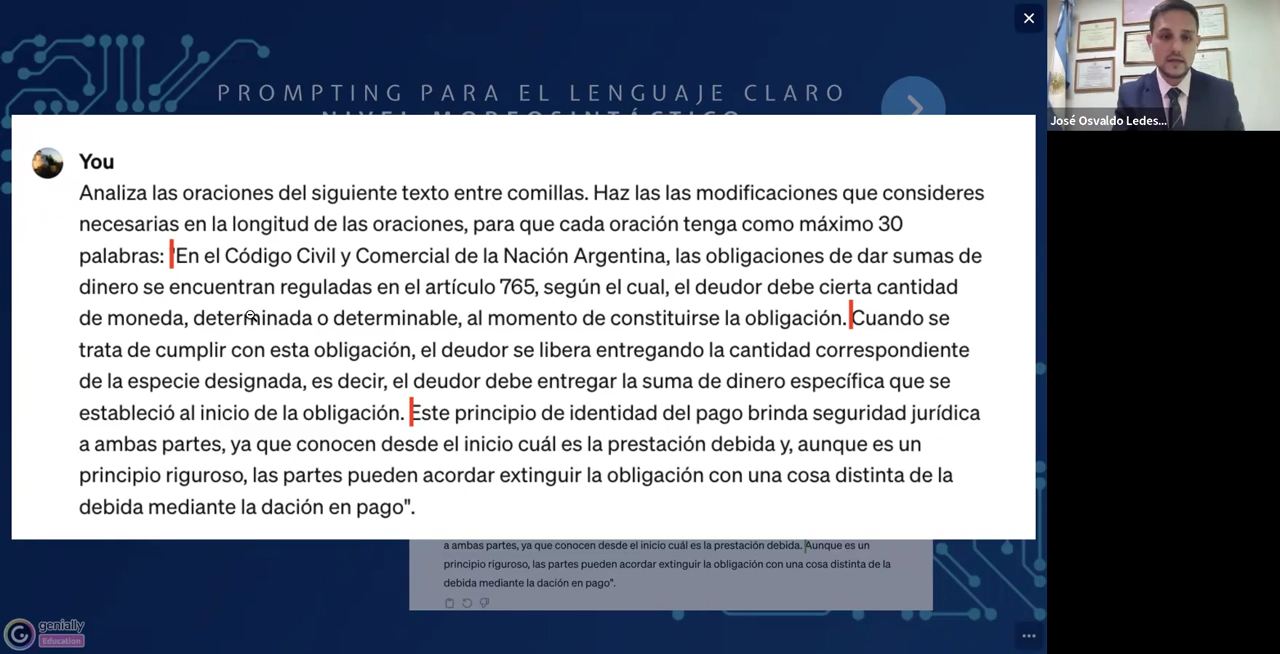 PROMPTING PARA EL LENGUAJE CLARO
NIVEL MORFOSINTÁCTICO
José Osvaldo Ledes...
You
Analiza las oraciones del siguiente texto entre comillas. Haz las las modificaciones que consideres
necesarias en la longitud de las oraciones, para que cada oración tenga como máximo 30
palabras: "En el Código Civil y Comercial de la Nación Argentina, las obligaciones de dar sumas de
dinero se encuentran reguladas en el artículo 765, según el cual, el deudor debe cierta cantidad
de moneda, determinada o determinable, al momento de constituirse la obligación. Cuando se
trata de cumplir con esta obligación, el deudor se libera entregando la cantidad correspondiente
de la especie designada, es decir, el deudor debe entregar la suma de dinero específica que se
estableció al inicio de la obligación. Este principio de identidad del pago brinda seguridad jurídica
a ambas partes, ya que conocen desde el inicio cuál es la prestación debida y, aunque es un
principio riguroso, las partes pueden acordar extinguir la obligación con una cosa distinta de la
debida mediante la dación en pago".
a ambas partes, ya que conocen desde el inicio cuál es la prestación debida. Aunque es un
principio riguroso, las partes pueden acordar extinguir la obligación con una cosa distinta de la
debida mediante la dación en pago".
genially
Education